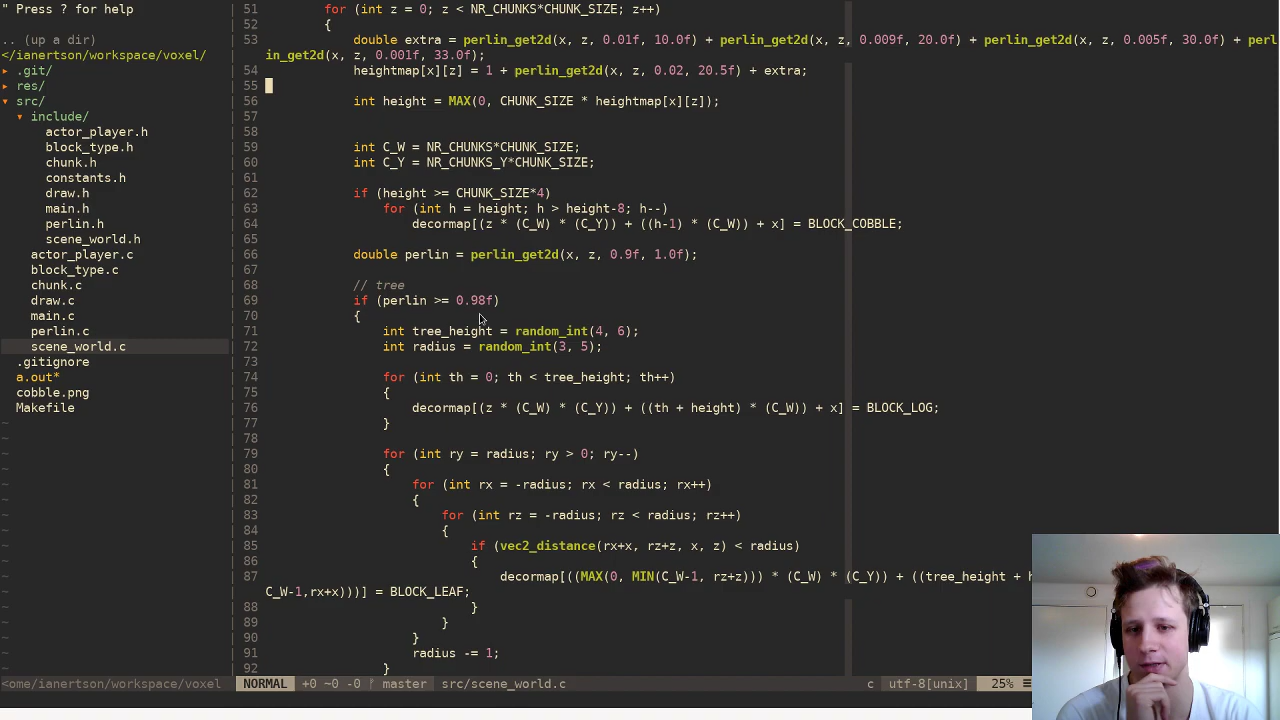 " Press ? for help
.. (up a dir)
</ianertson/workspace/voxel/
▸ .git/
▸ res/
▾ src/
▾ include/
actor_player.h
block_type.h
chunk.h
constants.h
draw.h
main.h
perlin.h
scene_world.h
actor_player.c
block_type.c
chunk.c
draw.c
main.c
perlin.c
scene_world.c
.gitignore
a.out*
cobble.png
Makefile
51 for (int z = 0; z < NR_CHUNKS*CHUNK_SIZE; z++)
52 {
53 double extra = perlin_get2d(x, z, 0.01f, 10.0f) + perlin_get2d(x, z, 0.009f, 20.0f) + perlin_get2d(x, z, 0.005f, 30.0f) + perl
in_get2d(x, z, 0.001f, 33.0f);
54 heightmap[x][z] = 1 + perlin_get2d(x, z, 0.02, 20.5f) + extra;
55
56 int height = MAX(0, CHUNK_SIZE * heightmap[x][z]);
57
58
59 int C_W = NR_CHUNKS*CHUNK_SIZE;
60 int C_Y = NR_CHUNKS_Y*CHUNK_SIZE;
61
62 if (height >= CHUNK_SIZE*4)
63 for (int h = height; h > height-8; h--)
64 decormap[(z * (C_W) * (C_Y)) + ((h-1) * (C_W)) + x] = BLOCK_COBBLE;
65
66 double perlin = perlin_get2d(x, z, 0.9f, 1.0f);
67
68 // tree
69 if (perlin >= 0.98f)
70 {
71 int tree_height = random_int(4, 6);
72 int radius = random_int(3, 5);
73
74 for (int th = 0; th < tree_height; th++)
75 {
76 decormap[(z * (C_W) * (C_Y)) + ((th + height) * (C_W)) + x] = BLOCK_LOG;
77 }
78
79 for (int ry = radius; ry > 0; ry--)
80 {
81 for (int rx = -radius; rx < radius; rx++)
82 {
83 for (int rz = -radius; rz < radius; rz++)
84 {
85 if (vec2_distance(rx+x, rz+z, x, z) < radius)
86 {
87 decormap[((MAX(0, MIN(C_W-1, rz+z))) * (C_W) * (C_Y)) + ((tree_height +
C_W-1,rx+x)))] = BLOCK_LEAF;
88 }
89 }
90 }
91 radius -= 1;
92 }
<ome/ianertson/workspace/voxel NORMAL +0 ~0 -0 ᚠ master src/scene_world.c c utf-8[unix] 25% ☰